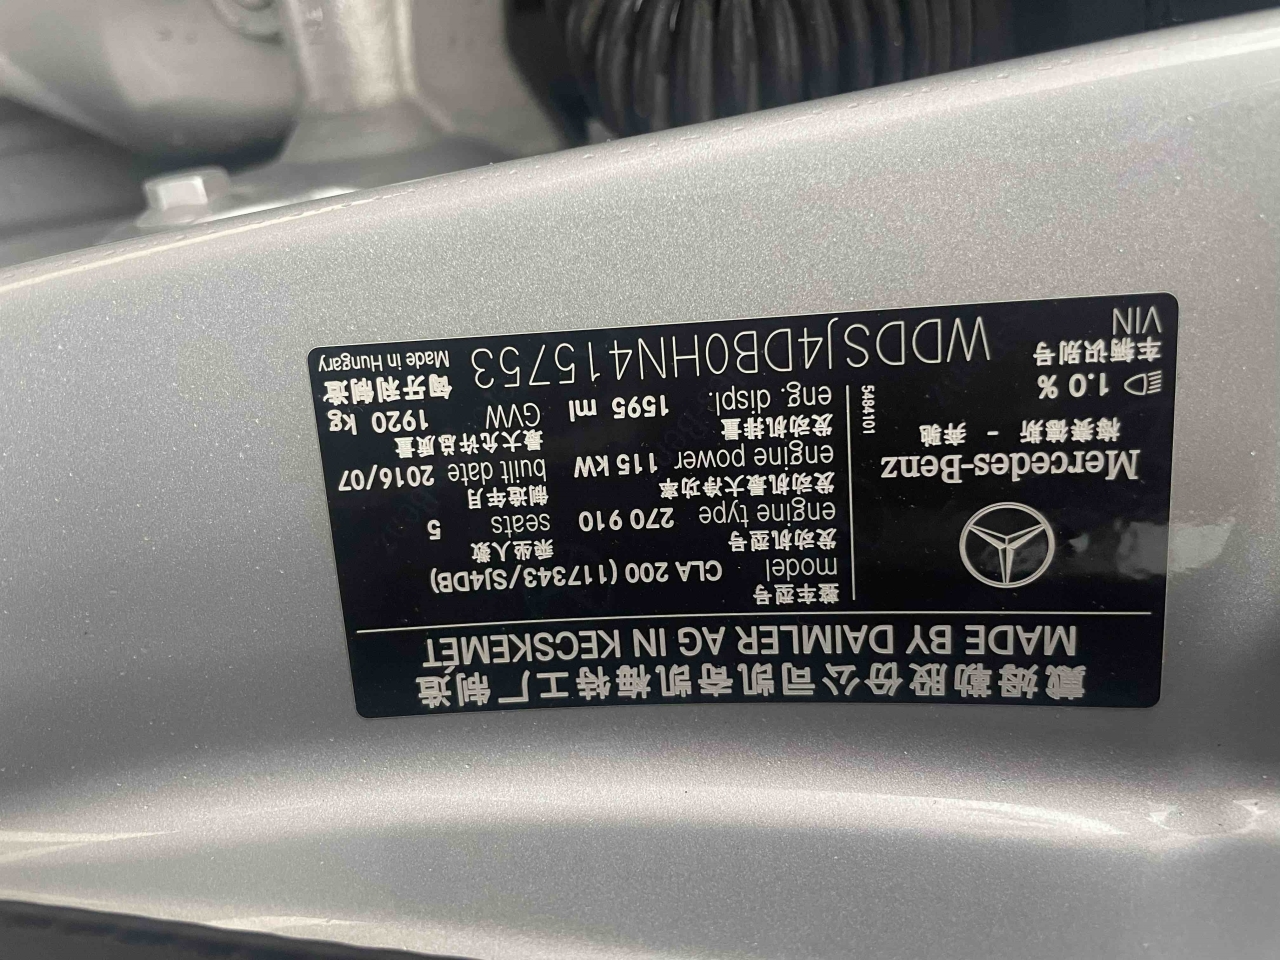 戴姆勒股份公司凯奇凯梅特工厂制造
MADE BY DAIMLER AG IN KECSKEMÉT
整车型号
model CLA 200 (117343/SJ4DB)
发动机型号 乘坐人数
engine type 270 910 seats 5
发动机最大净功率 制造年月
engine power 115 kW built date 2016/07
发动机排量 最大允许总质量
eng. displ. 1595 ml GVW 1920 kg
Mercedes-Benz
梅赛德斯 - 奔驰
5484101
1.0 %
车辆识别号
VIN WDDSJ4DB0HN415753
匈牙利制造
Made in Hungary